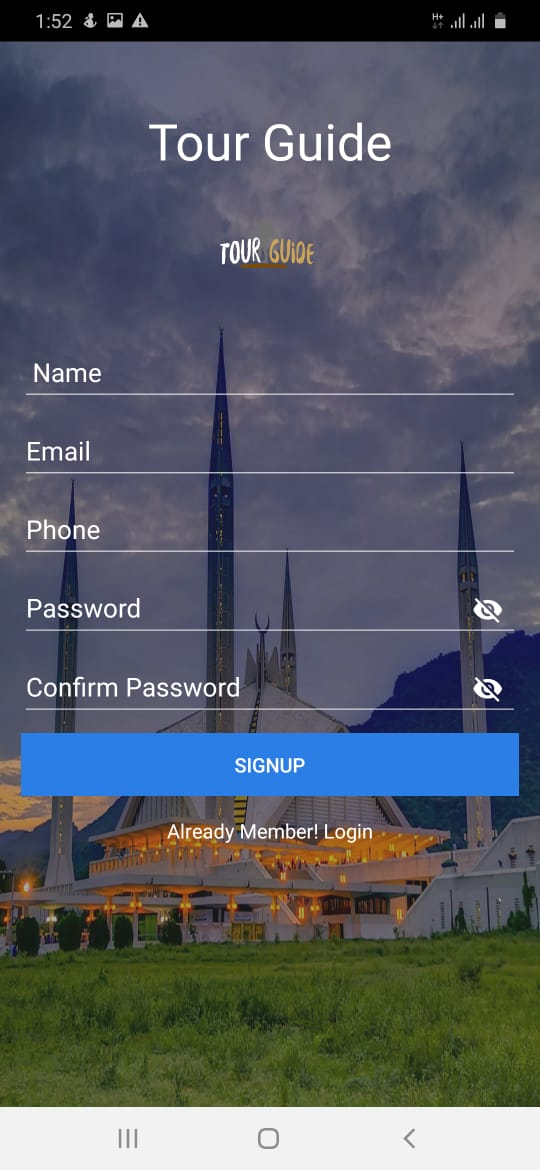 1:52
H+
Tour Guide
TOUR GUIDE
Name
Email
Phone
Password
Confirm Password
SIGNUP
Already Member! Login